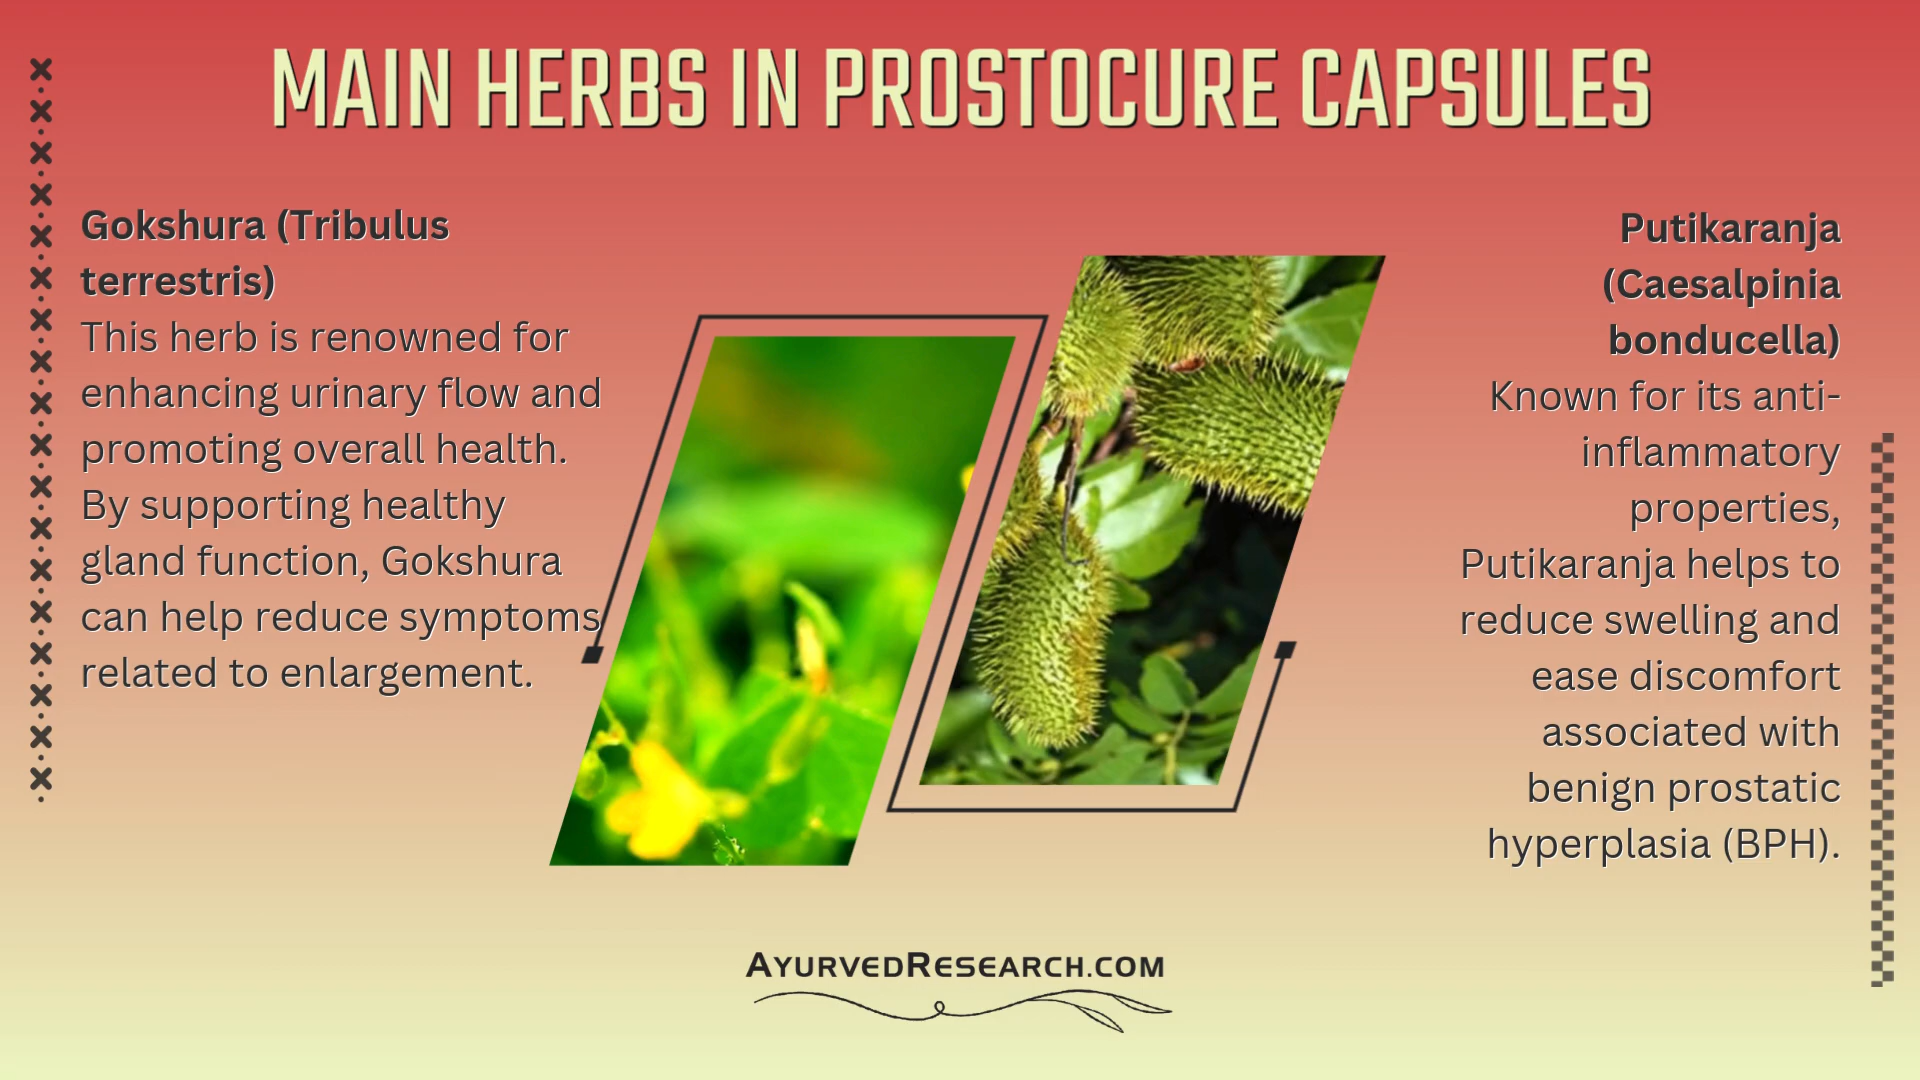 MAIN HERBS IN PROSTOCURE CAPSULES
Gokshura (Tribulus
terrestris)
This herb is renowned for
enhancing urinary flow and
promoting overall health.
By supporting healthy
gland function, Gokshura
can help reduce symptoms
related to enlargement.
Putikaranja
(Caesalpinia
bonducella)
Known for its anti-
inflammatory
properties,
Putikaranja helps to
reduce swelling and
ease discomfort
associated with
benign prostatic
hyperplasia (BPH).
AYURVEDRESEARCH.COM